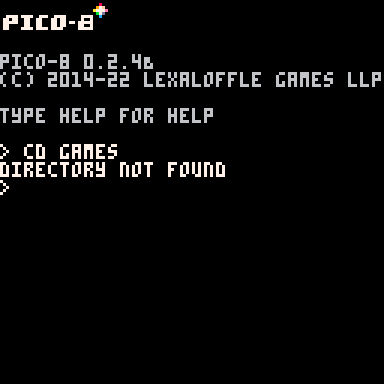 PICO-8
PICO-8 0.2.4B
(C) 2014-22 LEXALOFFLE GAMES LLP
TYPE HELP FOR HELP
> CD GAMES
DIRECTORY NOT FOUND
>